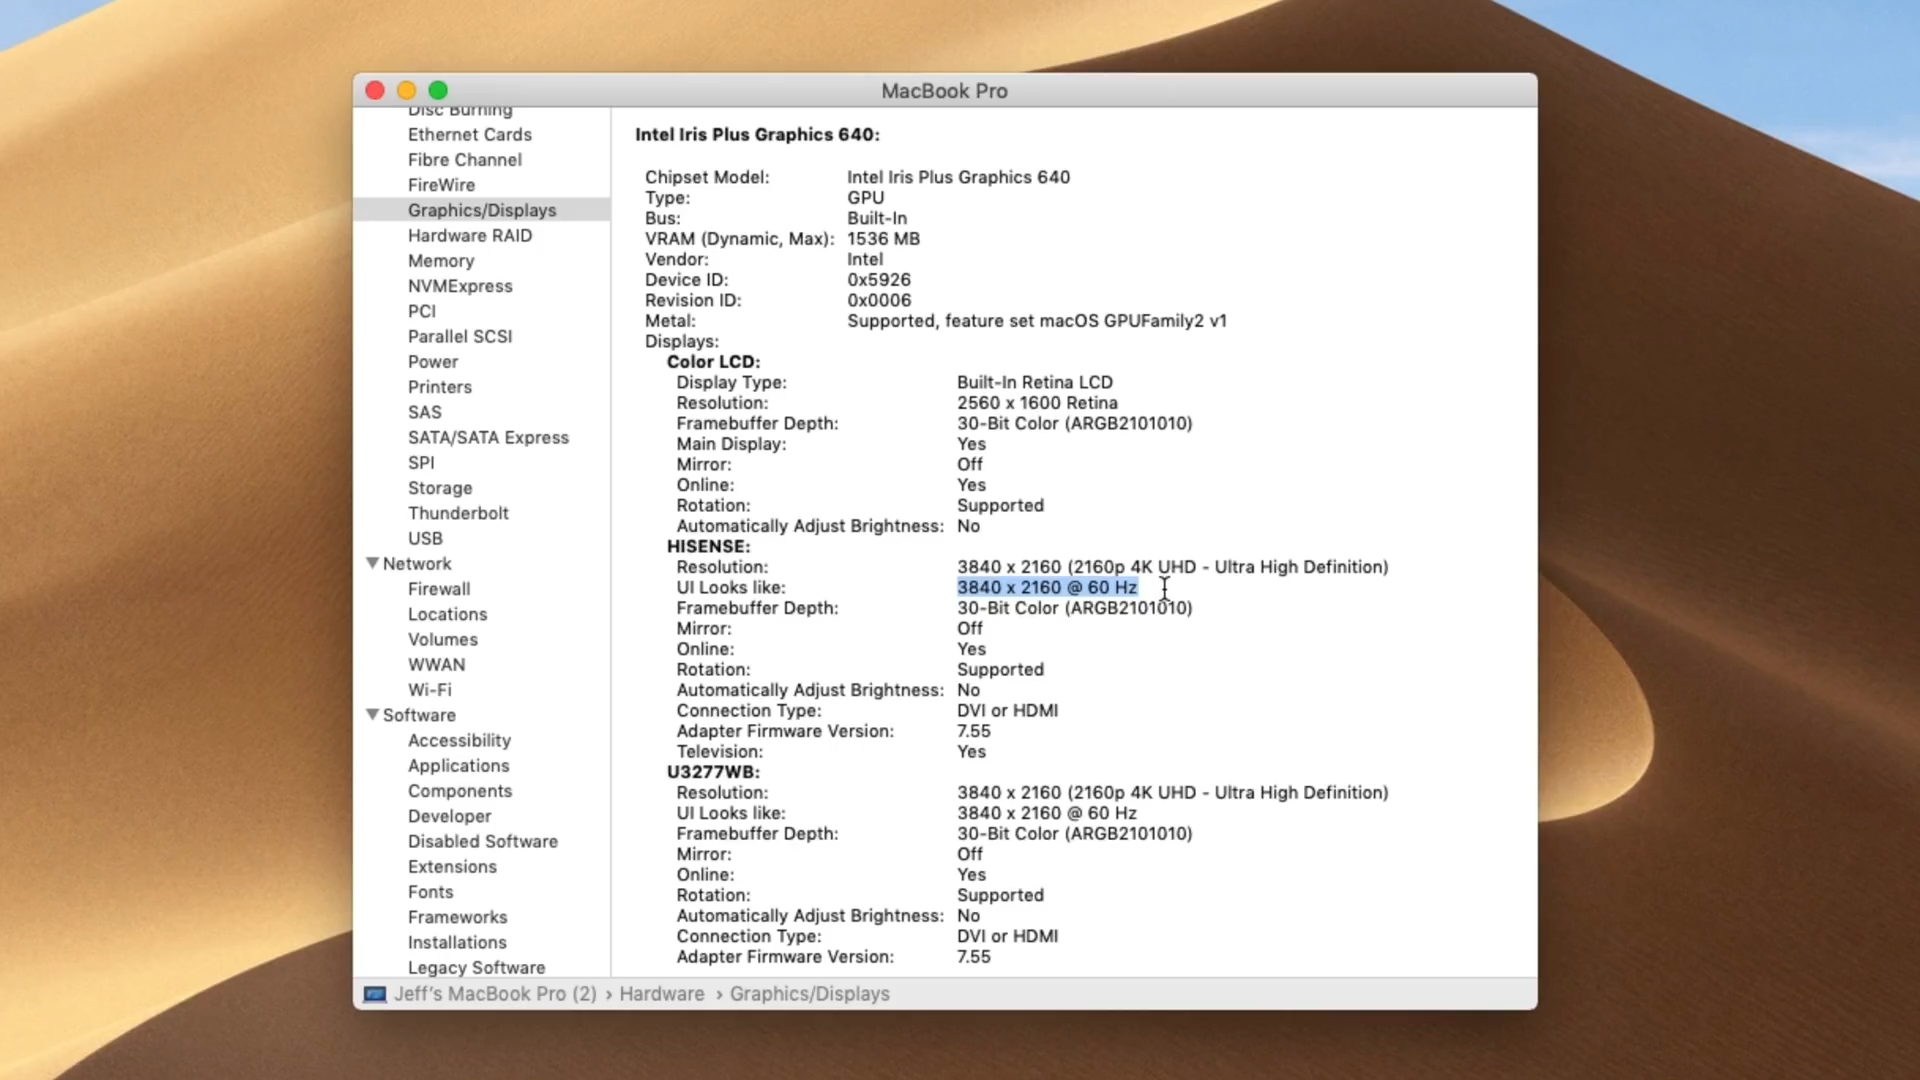 MacBook Pro
Disc Burning
Ethernet Cards
Fibre Channel
FireWire
Graphics/Displays
Hardware RAID
Memory
NVMExpress
PCI
Parallel SCSI
Power
Printers
SAS
SATA/SATA Express
SPI
Storage
Thunderbolt
USB
Network
Firewall
Locations
Volumes
WWAN
Wi-Fi
Software
Accessibility
Applications
Components
Developer
Disabled Software
Extensions
Fonts
Frameworks
Installations
Legacy Software
Intel Iris Plus Graphics 640:
Chipset Model: Intel Iris Plus Graphics 640
Type: GPU
Bus: Built-In
VRAM (Dynamic, Max): 1536 MB
Vendor: Intel
Device ID: 0x5926
Revision ID: 0x0006
Metal: Supported, feature set macOS GPUFamily2 v1
Displays:
Color LCD:
Display Type: Built-In Retina LCD
Resolution: 2560 x 1600 Retina
Framebuffer Depth: 30-Bit Color (ARGB2101010)
Main Display: Yes
Mirror: Off
Online: Yes
Rotation: Supported
Automatically Adjust Brightness: No
HISENSE:
Resolution: 3840 x 2160 (2160p 4K UHD - Ultra High Definition)
UI Looks like: 3840 x 2160 @ 60 Hz
Framebuffer Depth: 30-Bit Color (ARGB2101010)
Mirror: Off
Online: Yes
Rotation: Supported
Automatically Adjust Brightness: No
Connection Type: DVI or HDMI
Adapter Firmware Version: 7.55
Television: Yes
U3277WB:
Resolution: 3840 x 2160 (2160p 4K UHD - Ultra High Definition)
UI Looks like: 3840 x 2160 @ 60 Hz
Framebuffer Depth: 30-Bit Color (ARGB2101010)
Mirror: Off
Online: Yes
Rotation: Supported
Automatically Adjust Brightness: No
Connection Type: DVI or HDMI
Adapter Firmware Version: 7.55
Jeff's MacBook Pro (2) › Hardware › Graphics/Displays